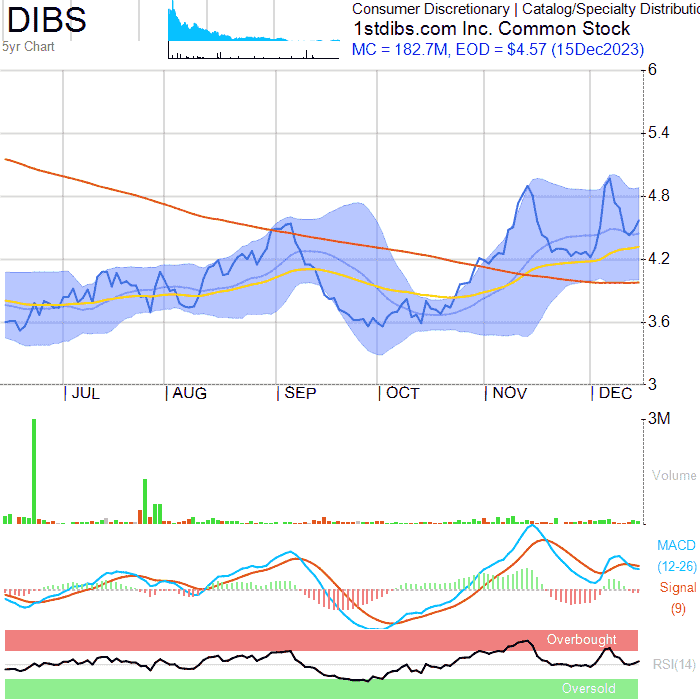 DIBS
5yr Chart
Consumer Discretionary | Catalog/Specialty Distributio
1stdibs.com Inc. Common Stock
MC = 182.7M, EOD = $4.57 (15Dec2023)
6
5.4
4.8
4.2
3.6
3
JUL AUG SEP OCT NOV DEC
3M
Volume
MACD
(12-26)
Signal
(9)
Overbought
RSI(14)
Oversold